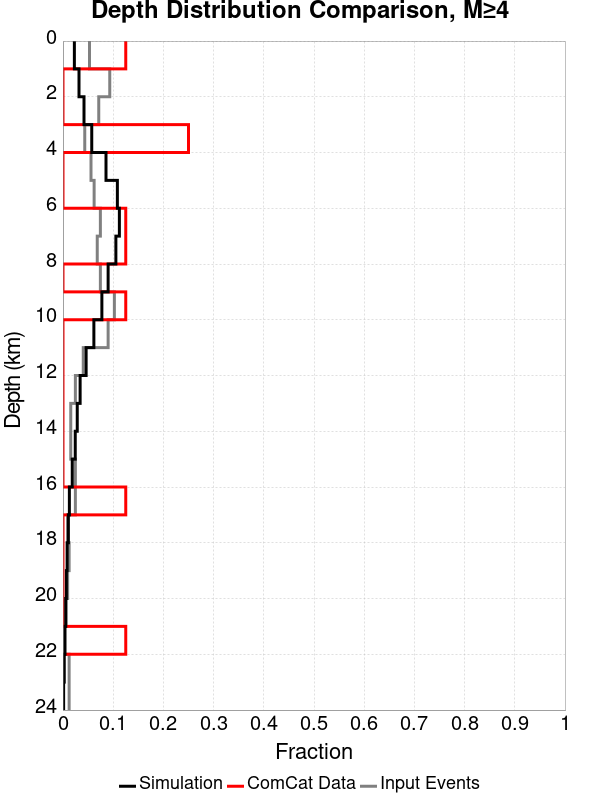 Depth Distribution Comparison, M≥4
0
2
4
6
8
10
12
14
16
18
20
22
24
Depth (km)
0 0.1 0.2 0.3 0.4 0.5 0.6 0.7 0.8 0.9 1
Fraction
Simulation ComCat Data Input Events